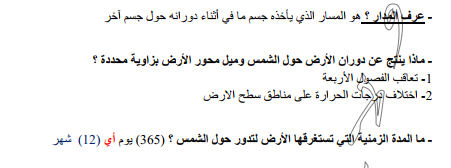 - عرف المدار ؟ هو المسار الذي يأخذه جسم ما في أثناء دورانه حول جسم آخر
- ماذا ينتج عن دوران الأرض حول الشمس وميل محور الأرض بزاوية محددة ؟
1- تعاقب الفصول الأربعة
2- اختلاف درجات الحرارة على مناطق سطح الارض
- ما المدة الزمنية التي تستغرقها الأرض لتدور حول الشمس ؟ (365) يوم أي (12) شهر